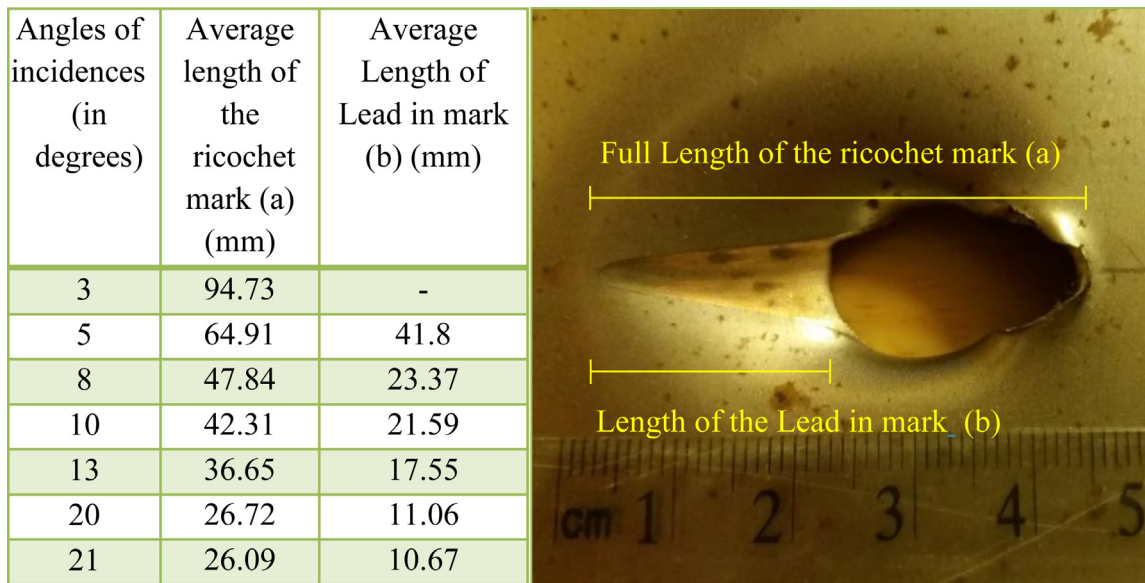 Angles of
incidences
(in
degrees)
Average
length of
the
ricochet
mark (a)
(mm)
Average
Length of
Lead in mark
(b) (mm)
3 94.73 -
5 64.91 41.8
8 47.84 23.37
10 42.31 21.59
13 36.65 17.55
20 26.72 11.06
21 26.09 10.67
Full Length of the ricochet mark (a)
Length of the Lead in mark (b)
cm 1 2 3 4 5